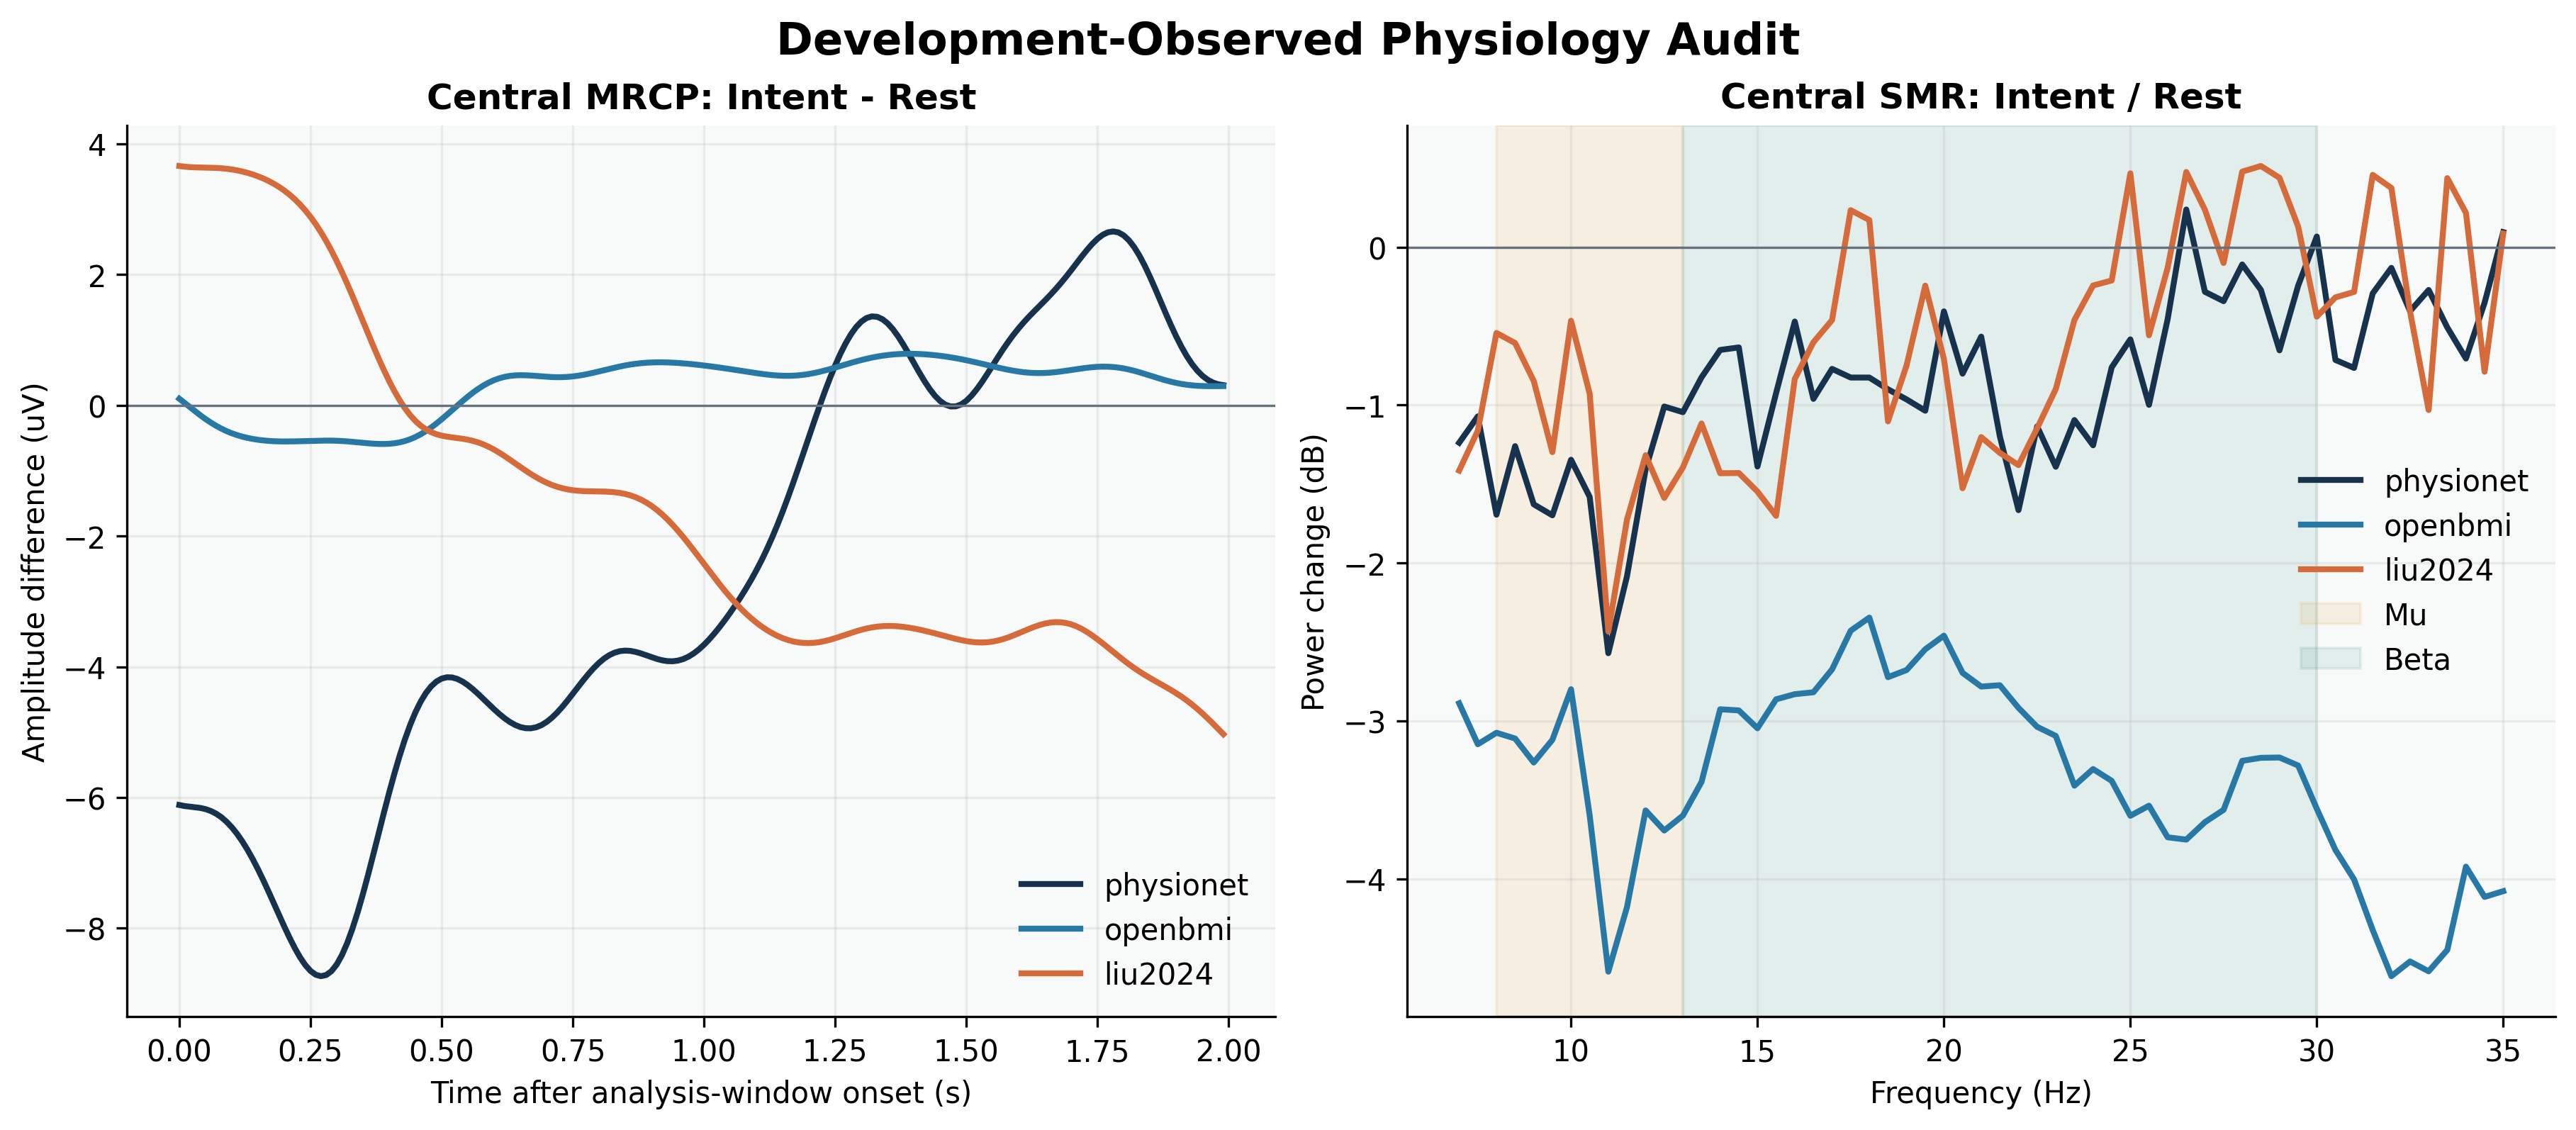 Development-Observed Physiology Audit
Central MRCP: Intent - Rest
Amplitude difference (uV)
4
2
0
−2
−4
−6
−8
0.00 0.25 0.50 0.75 1.00 1.25 1.50 1.75 2.00
Time after analysis-window onset (s)
physionet
openbmi
liu2024
Central SMR: Intent / Rest
Power change (dB)
0
−1
−2
−3
−4
10 15 20 25 30 35
Frequency (Hz)
physionet
openbmi
liu2024
Mu
Beta